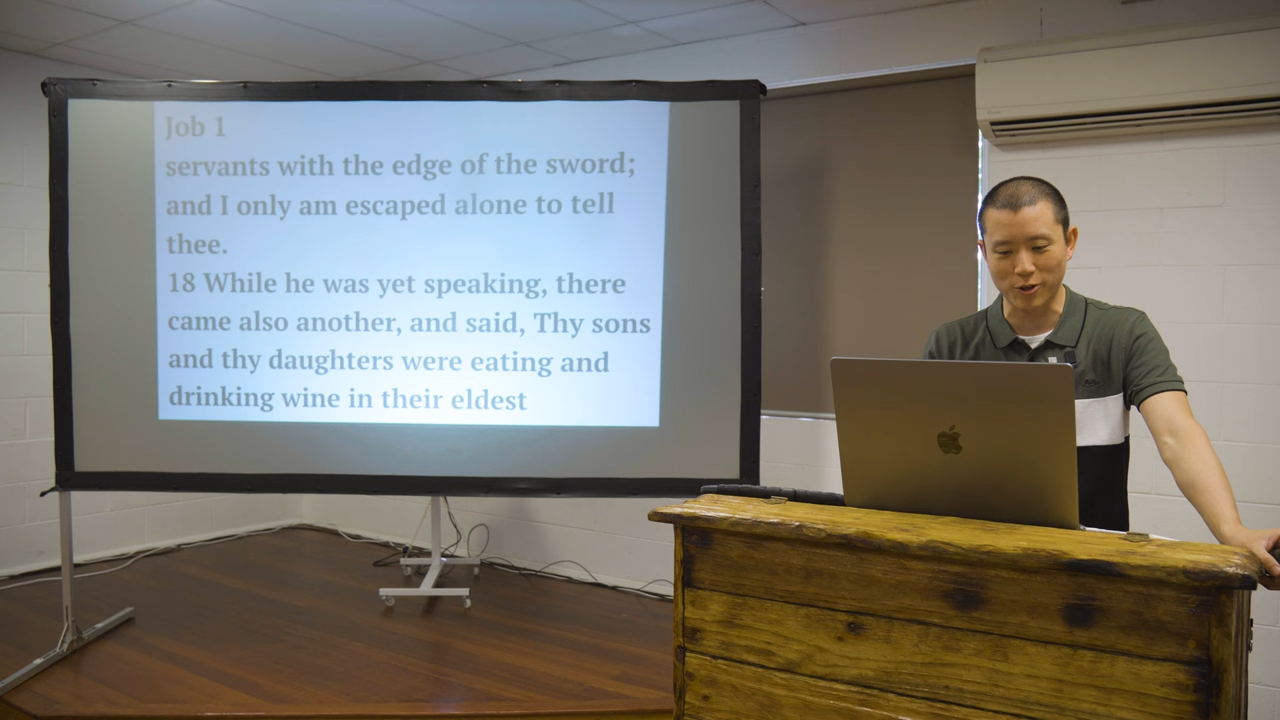 Job 1
servants with the edge of the sword;
and I only am escaped alone to tell
thee.
18 While he was yet speaking, there
came also another, and said, Thy sons
and thy daughters were eating and
drinking wine in their eldest